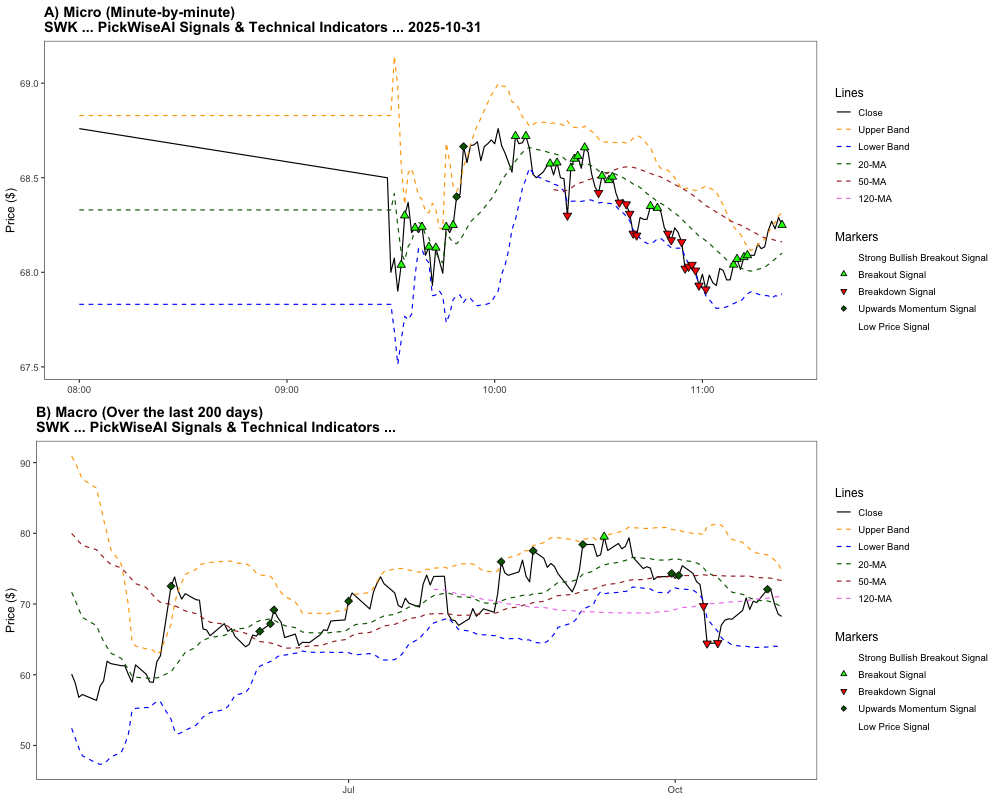 A) Micro (Minute-by-minute)
SWK ... PickWiseAI Signals & Technical Indicators ... 2025-10-31
Price ($)
69.0
68.5
68.0
67.5
08:00
09:00
10:00
11:00
Lines
Close
Upper Band
Lower Band
20-MA
50-MA
120-MA
Markers
Strong Bullish Breakout Signal
Breakout Signal
Breakdown Signal
Upwards Momentum Signal
Low Price Signal
B) Macro (Over the last 200 days)
SWK ... PickWiseAI Signals & Technical Indicators ...
Price ($)
90
80
70
60
50
Jul
Oct
Lines
Close
Upper Band
Lower Band
20-MA
50-MA
120-MA
Markers
Strong Bullish Breakout Signal
Breakout Signal
Breakdown Signal
Upwards Momentum Signal
Low Price Signal